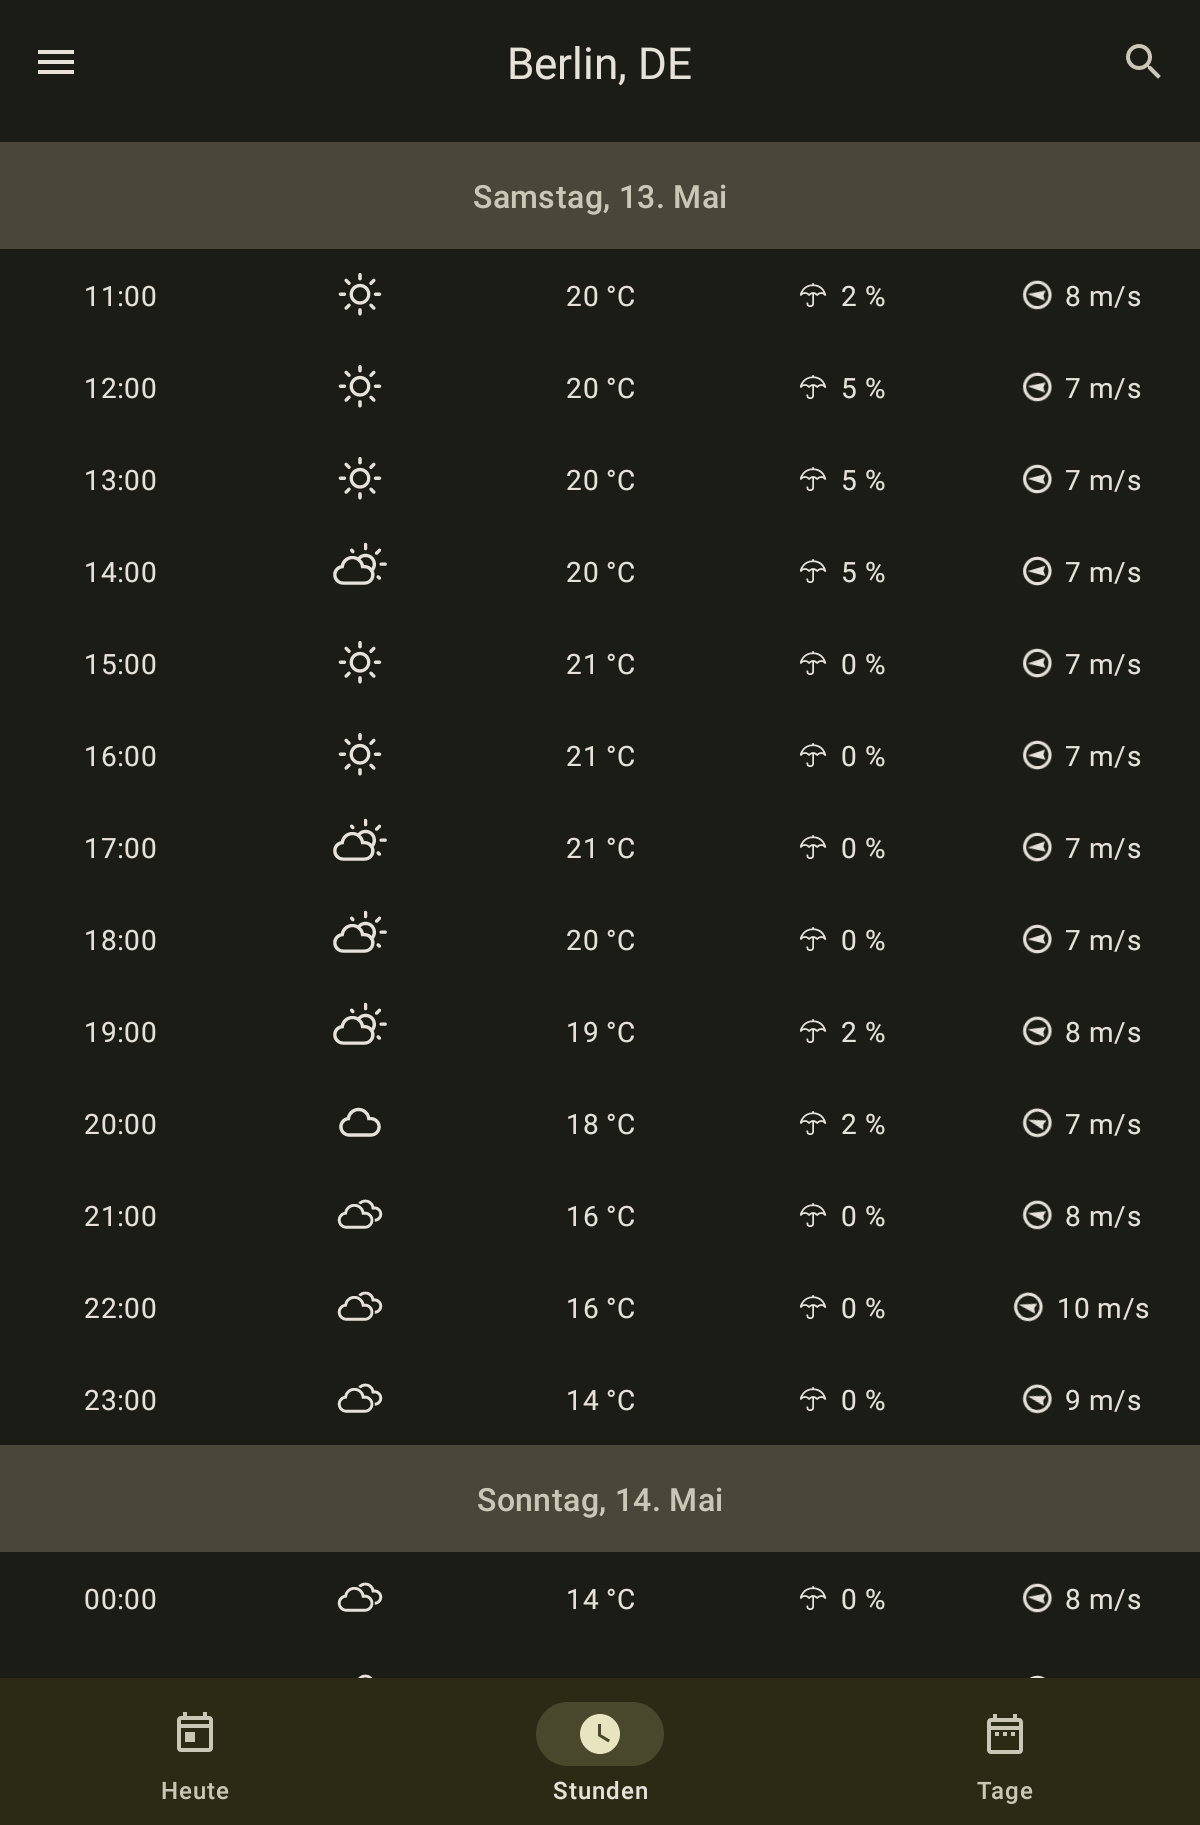 Berlin, DE
Samstag, 13. Mai
11:00 20 °C 2 % 8 m/s
12:00 20 °C 5 % 7 m/s
13:00 20 °C 5 % 7 m/s
14:00 20 °C 5 % 7 m/s
15:00 21 °C 0 % 7 m/s
16:00 21 °C 0 % 7 m/s
17:00 21 °C 0 % 7 m/s
18:00 20 °C 0 % 7 m/s
19:00 19 °C 2 % 8 m/s
20:00 18 °C 2 % 7 m/s
21:00 16 °C 0 % 8 m/s
22:00 16 °C 0 % 10 m/s
23:00 14 °C 0 % 9 m/s
Sonntag, 14. Mai
00:00 14 °C 0 % 8 m/s
Heute Stunden Tage